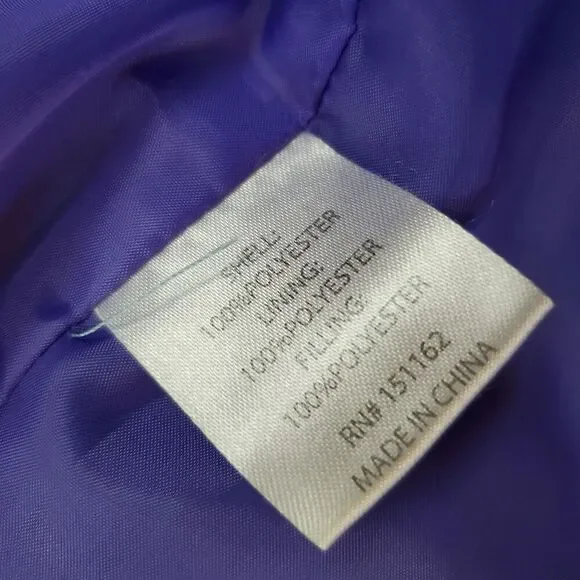 SHELL:
100%POLYESTER
LINING:
100%POLYESTER
FILLING:
100%POLYESTER
RN# 151162
MADE IN CHINA